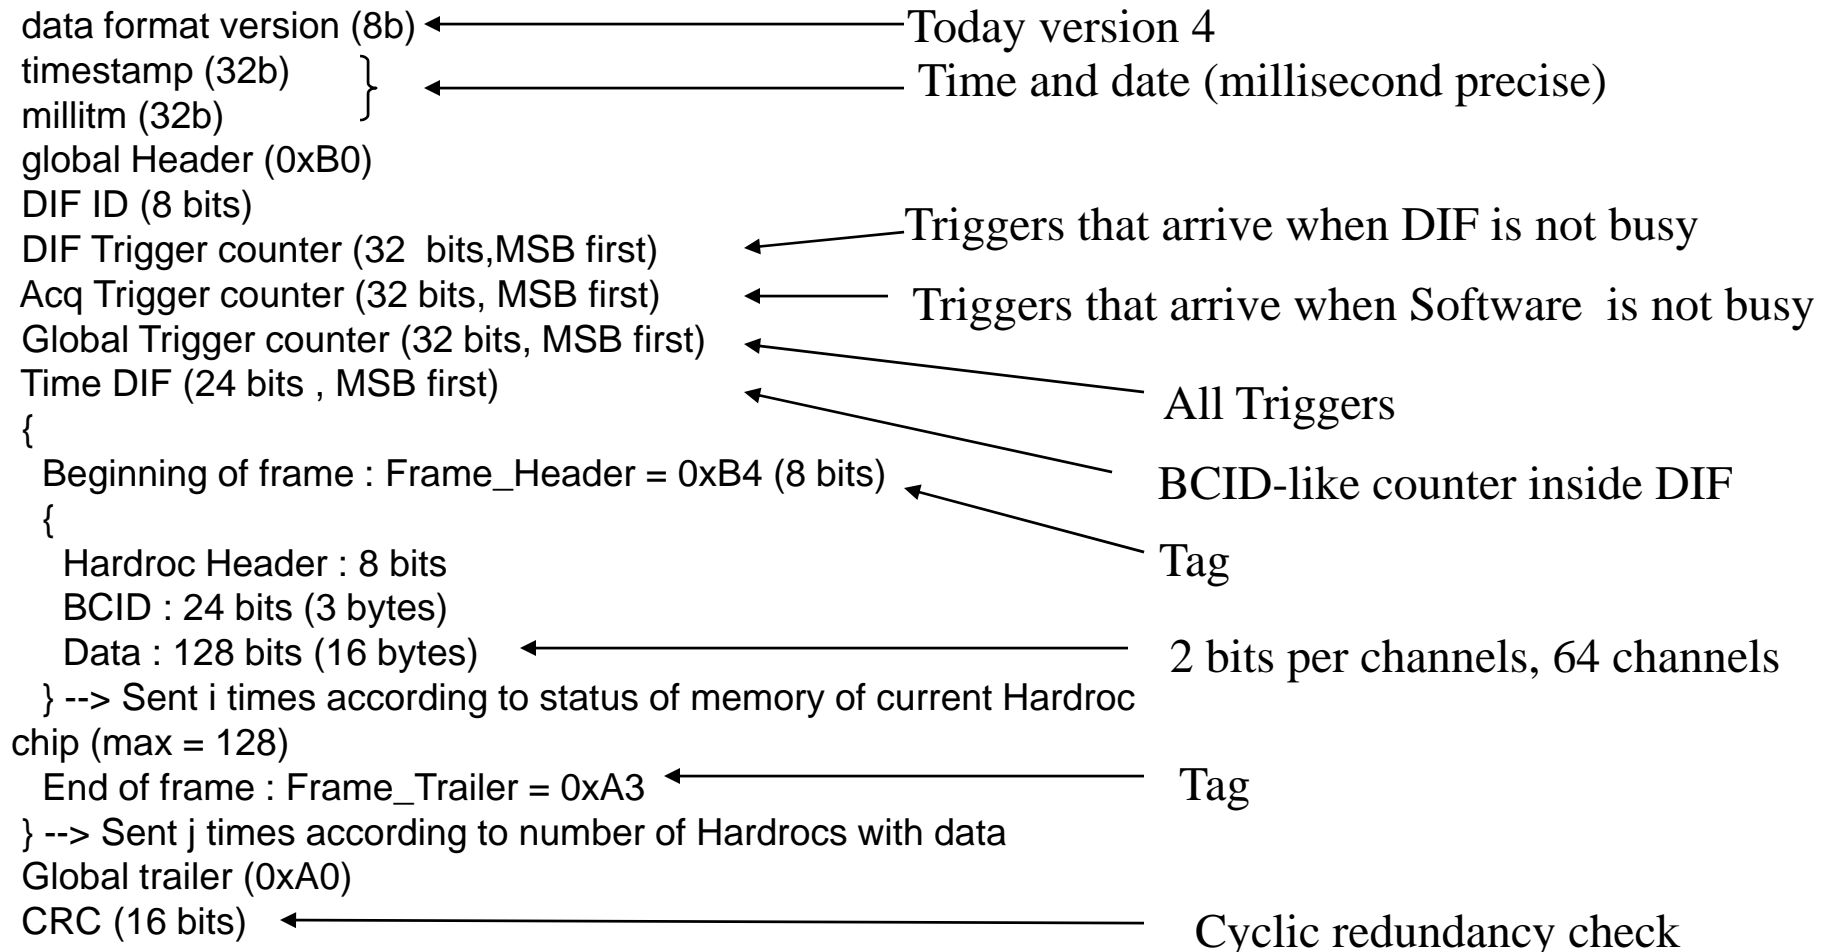 data format version (8b) Today version 4
timestamp (32b)
Time and date (millisecond precise)
millitm (32b)
global Header (0xB0)
DIF ID (8 bits)
Triggers that arrive when DIF is not busy
DIF Trigger counter (32 bits,MSB first)
Acq Trigger counter (32 bits, MSB first)
Triggers that arrive when Software is not busy
Global Trigger counter (32 bits, MSB first)
Time DIF (24 bits , MSB first)
All Triggers
{
Beginning of frame : Frame_Header = 0xB4 (8 bits)
BCID-like counter inside DIF
{
Hardroc Header : 8 bits
Tag
BCID : 24 bits (3 bytes)
Data : 128 bits (16 bytes)
2 bits per channels, 64 channels
} --> Sent i times according to status of memory of current Hardroc
chip (max = 128)
End of frame : Frame_Trailer = 0xA3
Tag
} --> Sent j times according to number of Hardrocs with data
Global trailer (0xA0)
CRC (16 bits)
Cyclic redundancy check